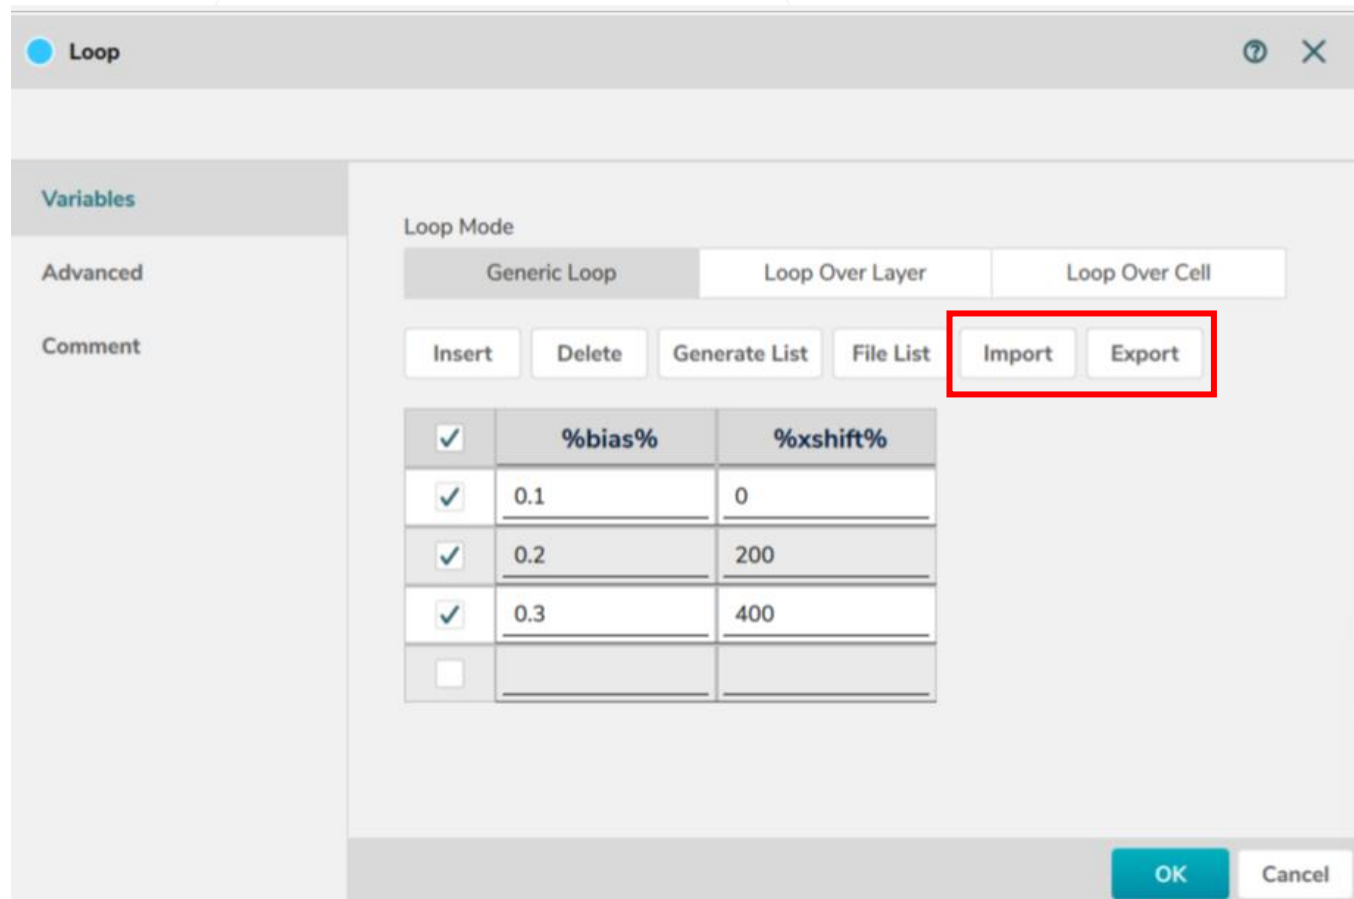 Loop
Variables
Advanced
Comment
Loop Mode
Generic Loop Loop Over Layer Loop Over Cell
Insert Delete Generate List File List Import Export
%bias% %xshift%
0.1 0
0.2 200
0.3 400
OK Cancel